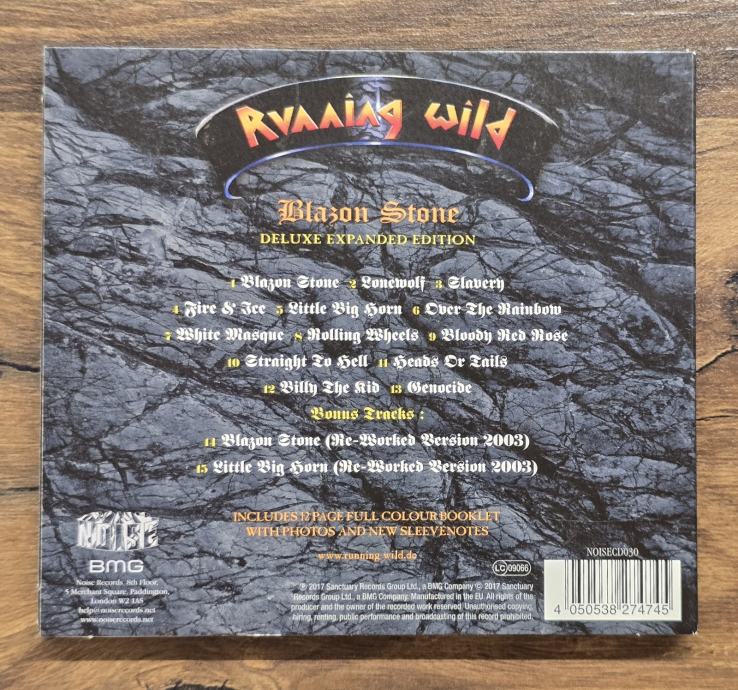 Running Wild
Blazon Stone
DELUXE EXPANDED EDITION
1 Blazon Stone 2 Lonewolf 3 Slavery
4 Fire & Ice 5 Little Big Horn 6 Over The Rainbow
7 White Masque 8 Rolling Wheels 9 Bloody Red Rose
10 Straight To Hell 11 Heads Or Tails
12 Billy The Kid 13 Genocide
Bonus Tracks :
14 Blazon Stone (Re-Worked Version 2003)
15 Little Big Horn (Re-Worked Version 2003)
INCLUDES 12 PAGE FULL COLOUR BOOKLET
WITH PHOTOS AND NEW SLEEVENOTES
www.running-wild.de
NOISE
BMG
Noise Records, 8th Floor,
5 Merchant Square, Paddington,
London W2 1AS
help@noiserecords.net
www.noiserecords.net
LC 09066
℗ 2017 Sanctuary Records Group Ltd., a BMG Company © 2017 Sanctuary
Records Group Ltd., a BMG Company. Manufactured in the EU. All rights of the
producer and the owner of the recorded work reserved. Unauthorised copying,
hiring, renting, public performance and broadcasting of this record prohibited.
NOISECD030
4 050538 274745